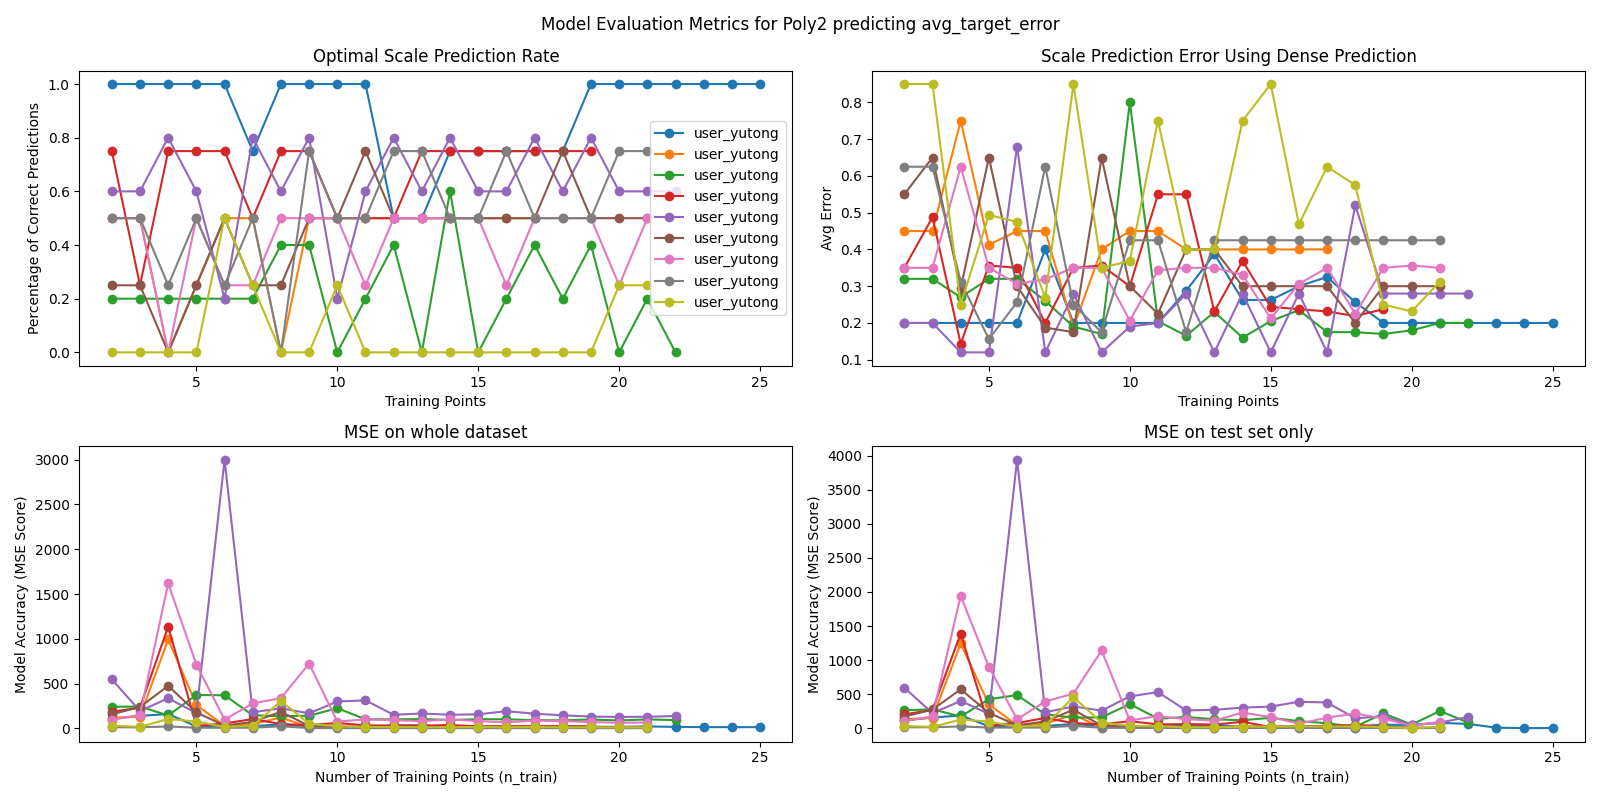 Model Evaluation Metrics for Poly2 predicting avg_target_error
Optimal Scale Prediction Rate
Percentage of Correct Predictions
1.0
0.8
0.6
0.4
0.2
0.0
5
10
15
20
25
Training Points
user_yutong
user_yutong
user_yutong
user_yutong
user_yutong
user_yutong
user_yutong
user_yutong
user_yutong
Scale Prediction Error Using Dense Prediction
Avg Error
0.8
0.7
0.6
0.5
0.4
0.3
0.2
0.1
5
10
15
20
25
Training Points
MSE on whole dataset
Model Accuracy (MSE Score)
3000
2500
2000
1500
1000
500
0
5
10
15
20
25
Number of Training Points (n_train)
MSE on test set only
Model Accuracy (MSE Score)
4000
3500
3000
2500
2000
1500
1000
500
0
5
10
15
20
25
Number of Training Points (n_train)